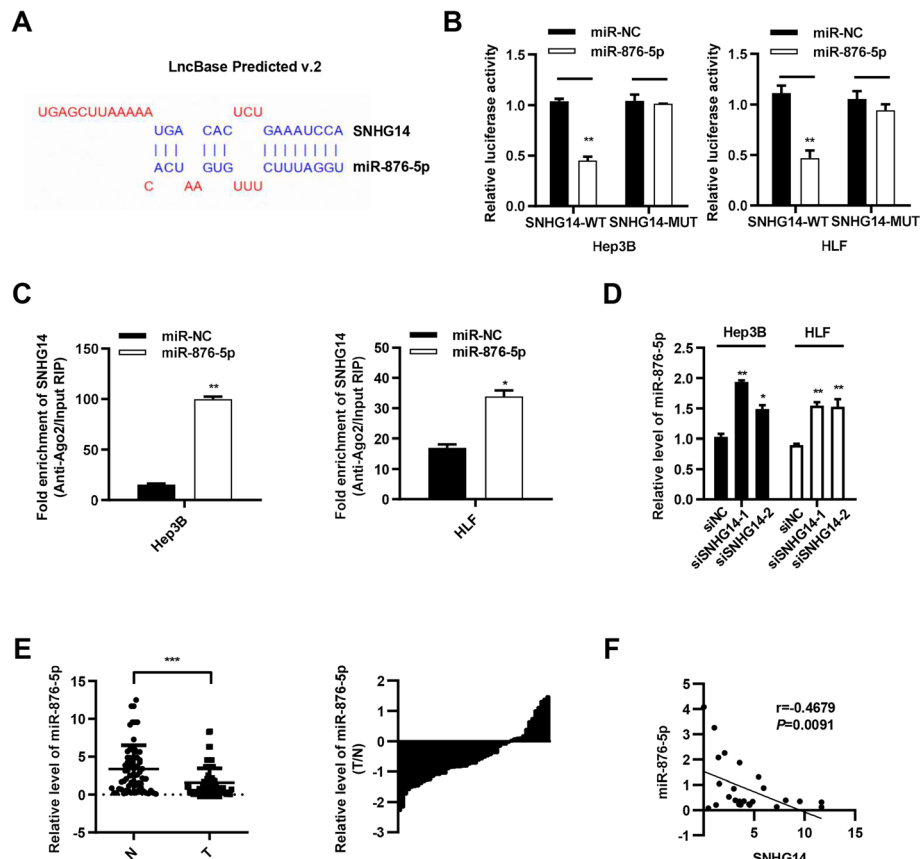 A
LncBase Predicted v.2
UGAGCUUAAAAA UCU
UGA CAC GAAAUCCA SNHG14
ACU GUG CUUUAGGU miR-876-5p
C AA UUU
B
Relative luciferase activity
miR-NC
miR-876-5p
1.5
1.0
0.5
0.0
**
SNHG14-WT SNHG14-MUT
Hep3B
Relative luciferase activity
miR-NC
miR-876-5p
1.5
1.0
0.5
0.0
**
SNHG14-WT SNHG14-MUT
HLF
C
Fold enrichment of SNHG14
(Anti-Ago2/Input RIP)
miR-NC
miR-876-5p
150
100
50
0
**
Hep3B
Fold enrichment of SNHG14
(Anti-Ago2/Input RIP)
miR-NC
miR-876-5p
50
40
30
20
10
0
*
HLF
D
Relative level of miR-876-5p
Hep3B HLF
2.5
2.0
1.5
1.0
0.5
0.0
** * ** **
siNC
siSNHG14-1
siSNHG14-2
siNC
siSNHG14-1
siSNHG14-2
E
Relative level of miR-876-5p
***
15
10
5
0
-5
N
T
Relative level of miR-876-5p
(T/N)
2
1
0
-1
-2
-3
F
miR-876-5p
r=-0.4679
P=0.0091
5
4
3
2
1
0
-1
5 10 15
SNHG14